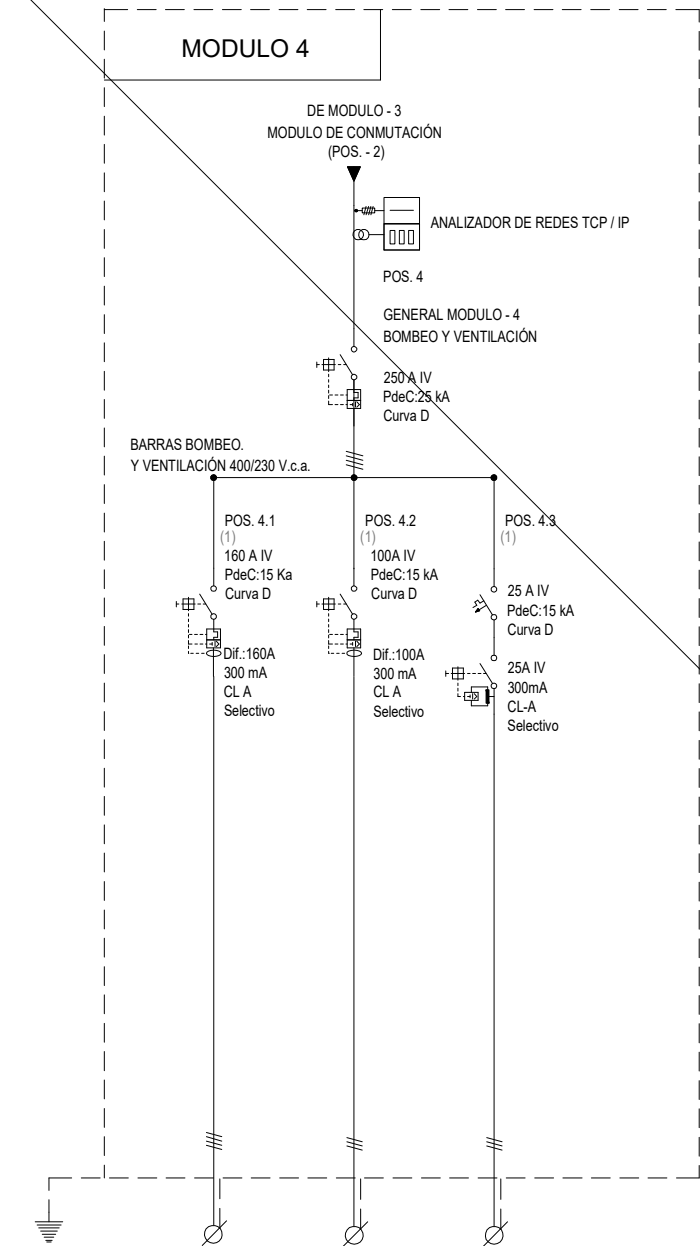 MODULO 4
DE MODULO - 3
MODULO DE CONMUTACIÓN
(POS. - 2)
ANALIZADOR DE REDES TCP / IP
POS. 4
GENERAL MODULO - 4
BOMBEO Y VENTILACIÓN
250 A IV
PdeC:25 kA
Curva D
BARRAS BOMBEO.
Y VENTILACIÓN 400/230 V.c.a.
POS. 4.1
(1)
160 A IV
PdeC:15 Ka
Curva D
Dif.:160A
300 mA
CL A
Selectivo
POS. 4.2
(1)
100A IV
PdeC:15 kA
Curva D
Dif.:100A
300 mA
CL A
Selectivo
POS. 4.3
(1)
25 A IV
PdeC:15 kA
Curva D
25A IV
300mA
CL-A
Selectivo